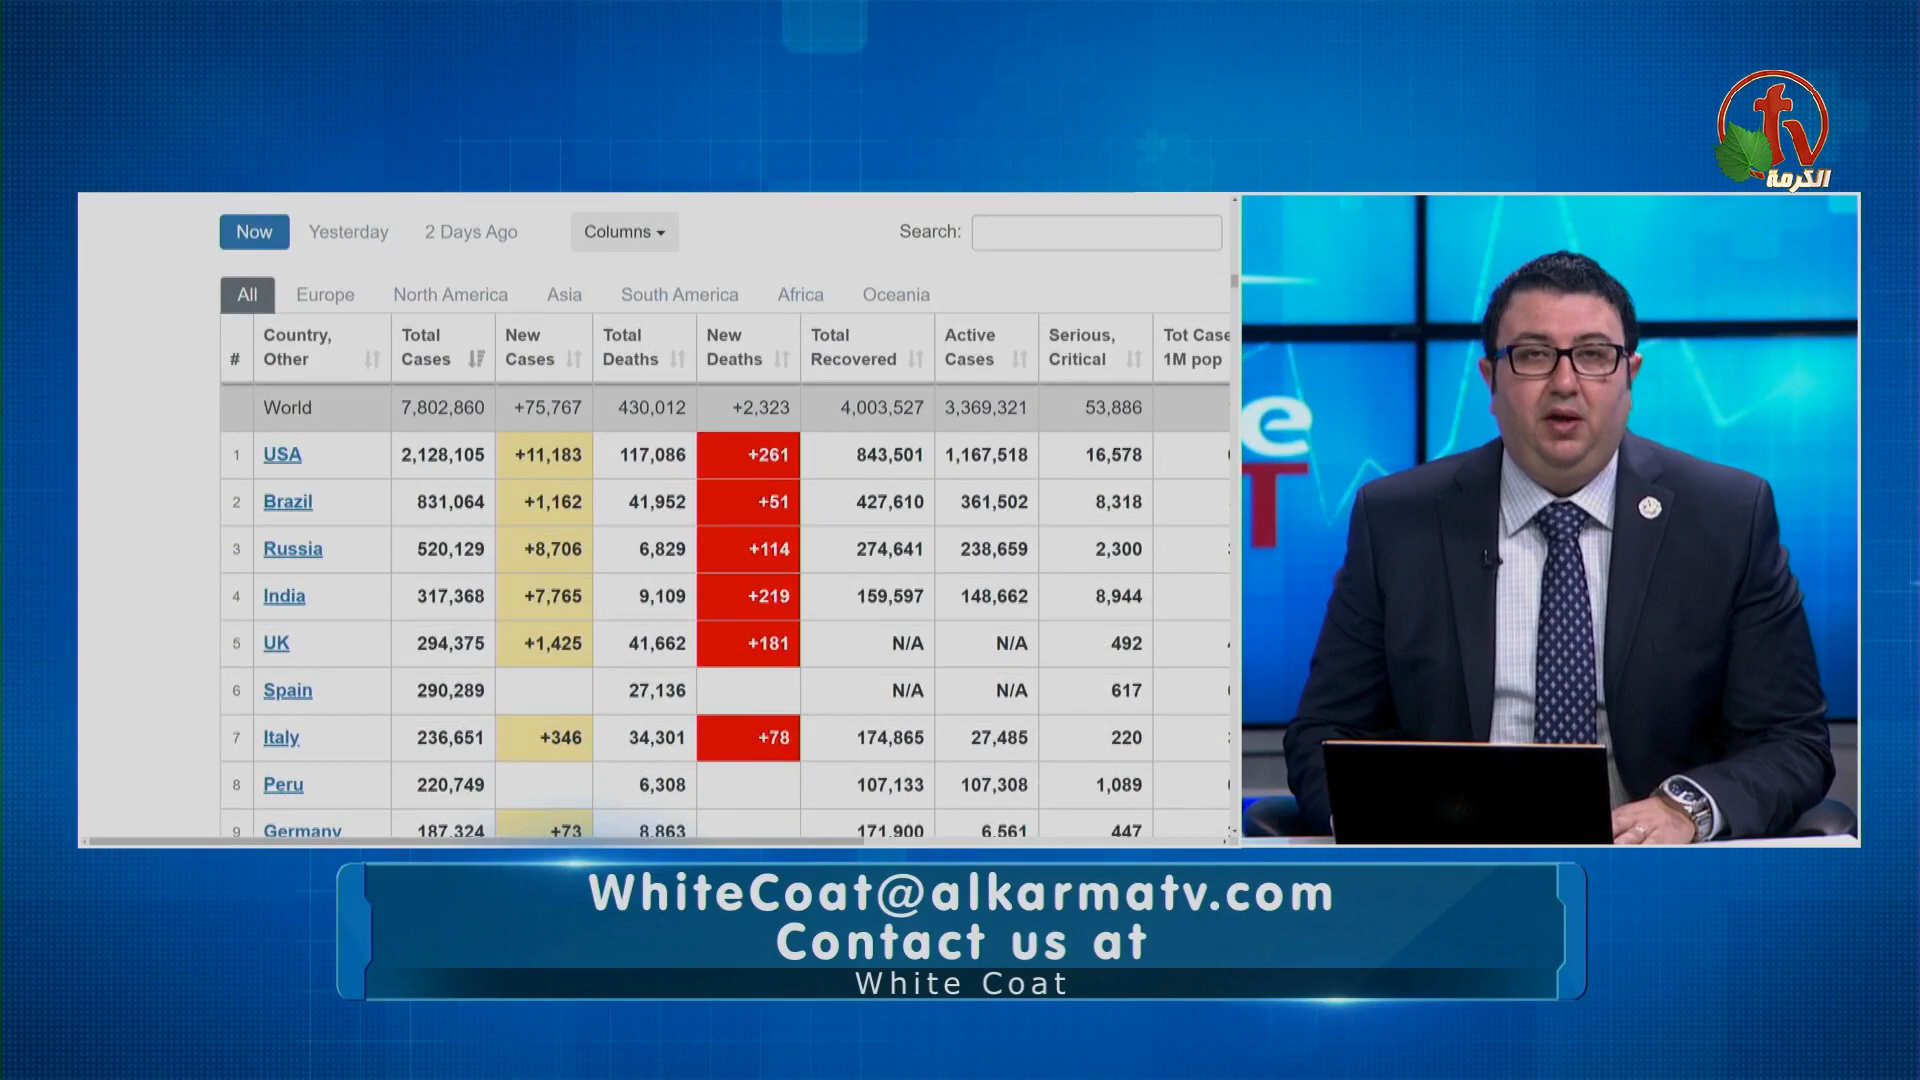 tv
الكرمة
Now Yesterday 2 Days Ago Columns Search:
All Europe North America Asia South America Africa Oceania
# Country, Other Total Cases New Cases Total Deaths New Deaths Total Recovered Active Cases Serious, Critical Tot Case 1M pop
World 7,802,860 +75,767 430,012 +2,323 4,003,527 3,369,321 53,886
1 USA 2,128,105 +11,183 117,086 +261 843,501 1,167,518 16,578
2 Brazil 831,064 +1,162 41,952 +51 427,610 361,502 8,318
3 Russia 520,129 +8,706 6,829 +114 274,641 238,659 2,300
4 India 317,368 +7,765 9,109 +219 159,597 148,662 8,944
5 UK 294,375 +1,425 41,662 +181 N/A N/A 492
6 Spain 290,289 27,136 N/A N/A 617
7 Italy 236,651 +346 34,301 +78 174,865 27,485 220
8 Peru 220,749 6,308 107,133 107,308 1,089
9 Germany 187,324 +73 8,863 171,900 6,561 447
e
T
WhiteCoat@alkarmatv.com
Contact us at
White Coat